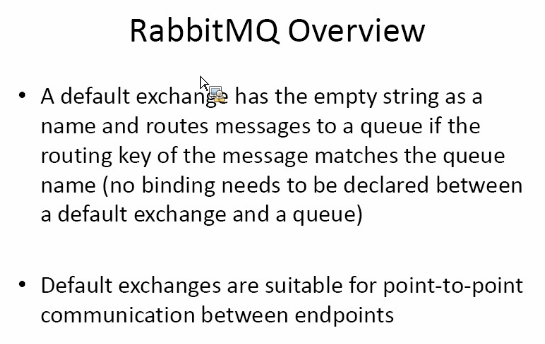 RabbitMQ Overview
• A default exchange has the empty string as a
name and routes messages to a queue if the
routing key of the message matches the queue
name (no binding needs to be declared between
a default exchange and a queue)
• Default exchanges are suitable for point-to-point
communication between endpoints